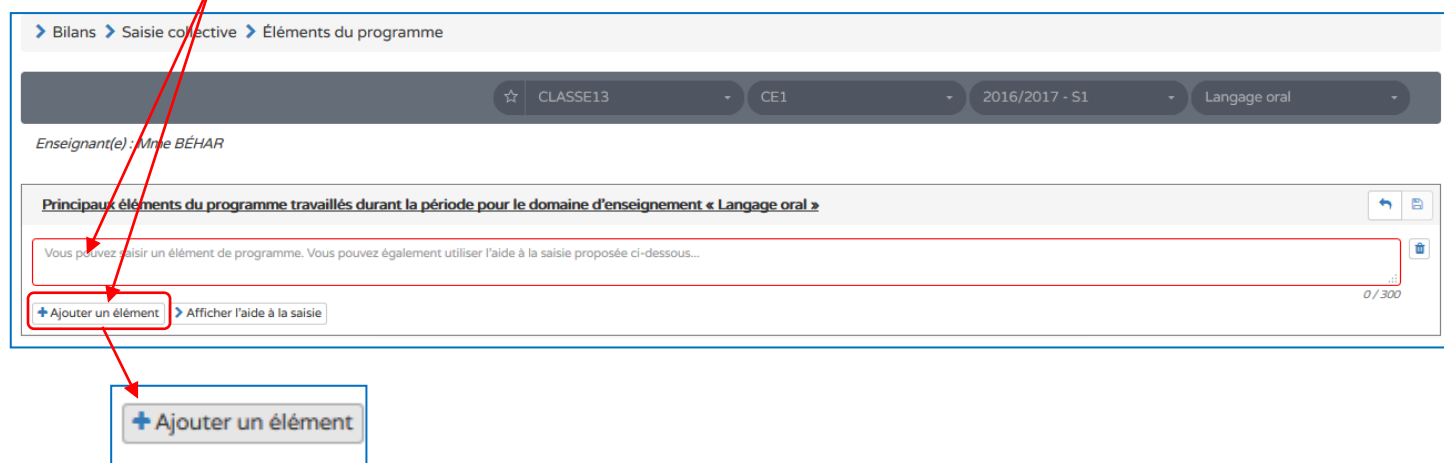 Bilans Saisie collective Éléments du programme
CLASSE13 CE1 2016/2017 - S1 Langage oral
Enseignant(e) : Mme BÉHAR
Principaux éléments du programme travaillés durant la période pour le domaine d'enseignement « Langage oral »
Vous pouvez saisir un élément de programme. Vous pouvez également utiliser l'aide à la saisie proposée ci-dessous...
0 / 300
+ Ajouter un élément > Afficher l'aide à la saisie
+ Ajouter un élément